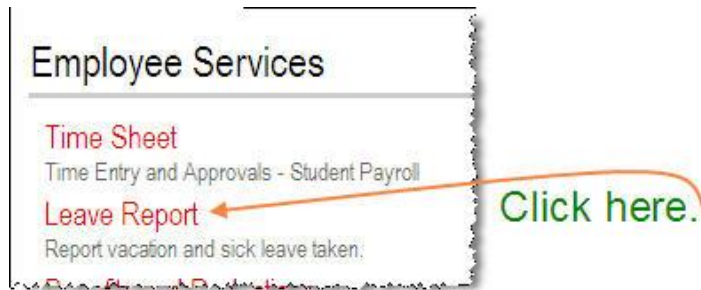 Employee Services
Time Sheet
Time Entry and Approvals - Student Payroll
Leave Report
Click here.
Report vacation and sick leave taken.